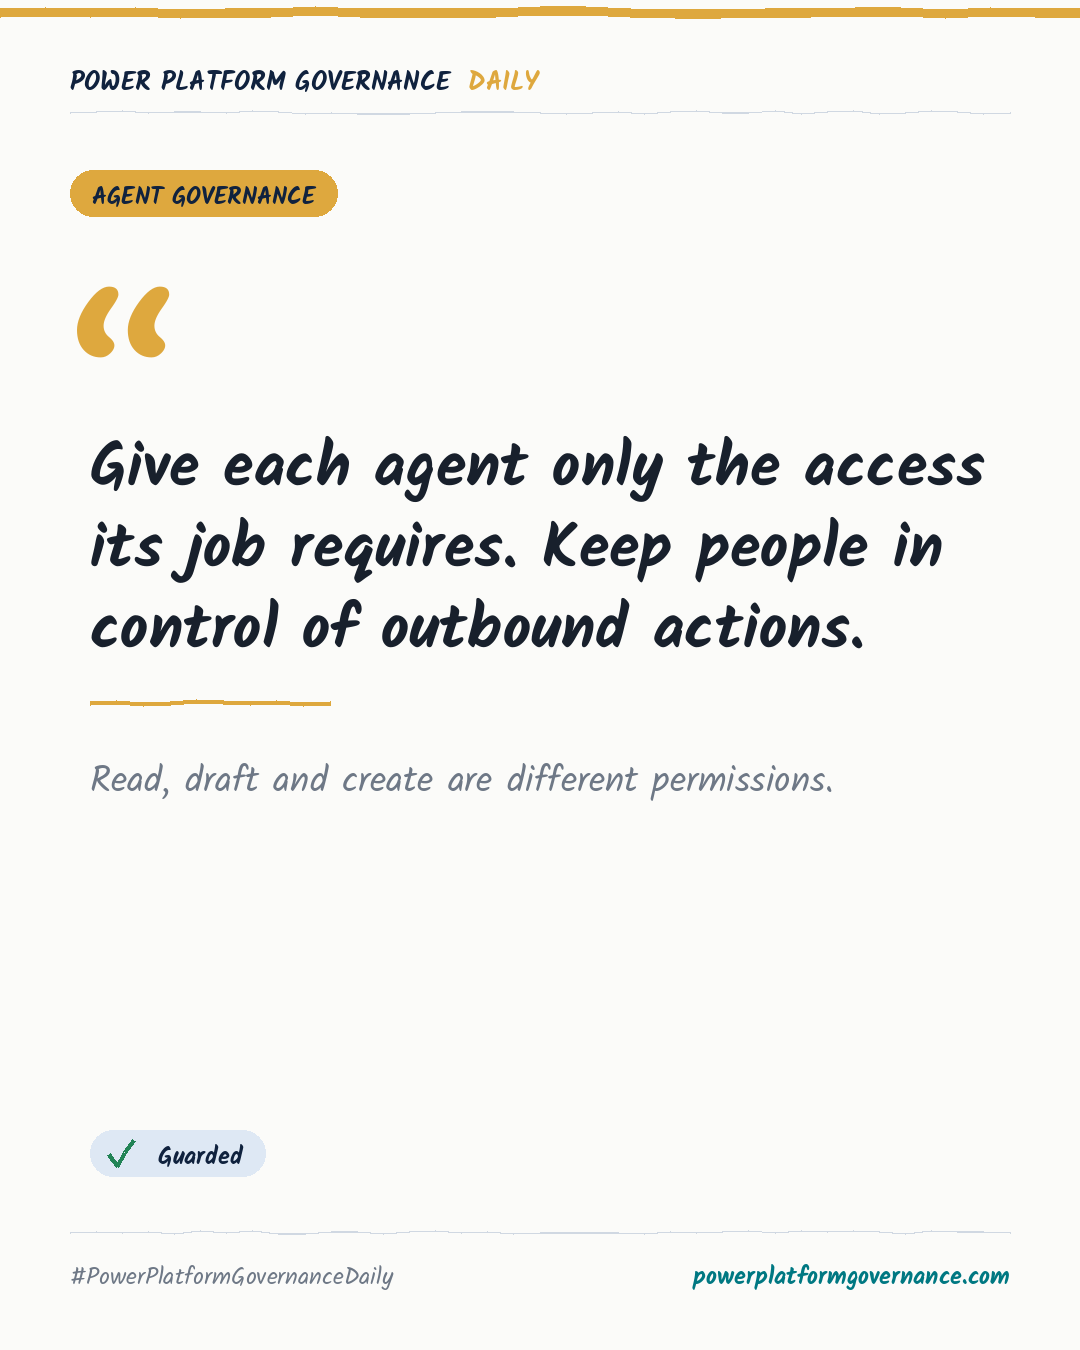 POWER PLATFORM GOVERNANCE DAILY
AGENT GOVERNANCE
“
Give each agent only the access
its job requires. Keep people in
control of outbound actions.
Read, draft and create are different permissions.
✓ Guarded
#PowerPlatformGovernanceDaily
powerplatformgovernance.com